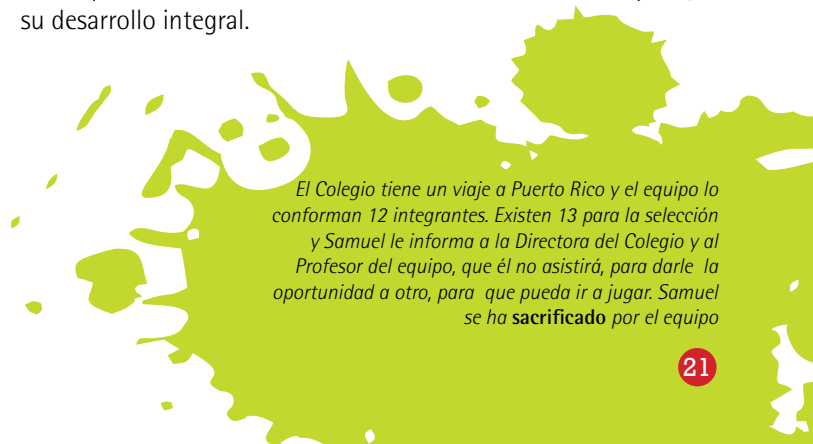 su desarrollo integral.
El Colegio tiene un viaje a Puerto Rico y el equipo lo
conforman 12 integrantes. Existen 13 para la selección
y Samuel le informa a la Directora del Colegio y al
Profesor del equipo, que él no asistirá, para darle la
oportunidad a otro, para que pueda ir a jugar. Samuel
se ha sacrificado por el equipo
21